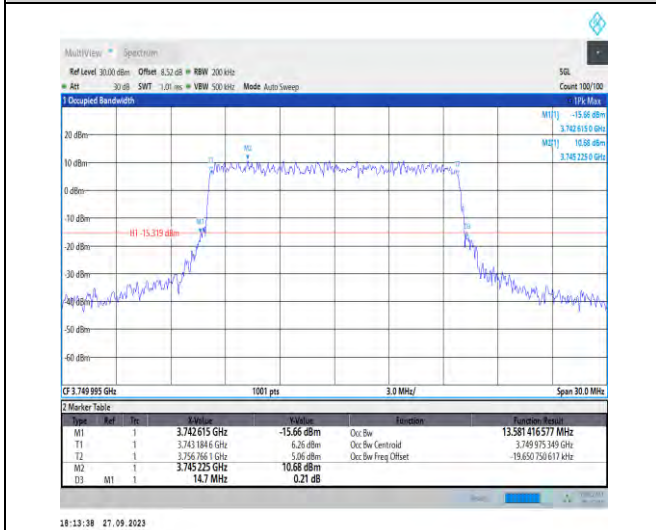 MultiView Spectrum
Ref Level 30.00 dBm Offset 8.52 dB RBW 200 kHz SGL
Att 30 dB SWT 1.01 ms VBW 500 kHz Mode Auto Sweep Count 100/100
1 Occupied Bandwidth 1Pk Max
M1[1] -15.66 dBm
3.742 615 0 GHz
M2[1] 10.68 dBm
3.745 225 0 GHz
20 dBm
M2
10 dBm
T1
0 dBm
-10 dBm
M1
H1 -15.319 dBm
D3
-20 dBm
-30 dBm
-40 dBm
-50 dBm
-60 dBm
CF 3.749 995 GHz 1001 pts 3.0 MHz/ Span 30.0 MHz
2 Marker Table
Type Ref Trc X-Value Y-Value Function Function Result
M1 1 3.742 615 GHz -15.66 dBm Occ Bw 13.581 416 577 MHz
T1 1 3.743 184 6 GHz 6.26 dBm Occ Bw Centroid 3.749 975 349 GHz
T2 1 3.756 766 1 GHz 5.06 dBm Occ Bw Freq Offset -19.650 750 617 kHz
M2 1 3.745 225 GHz 10.68 dBm
D3 M1 1 14.7 MHz 0.21 dB
18:13:38 27.09.2023